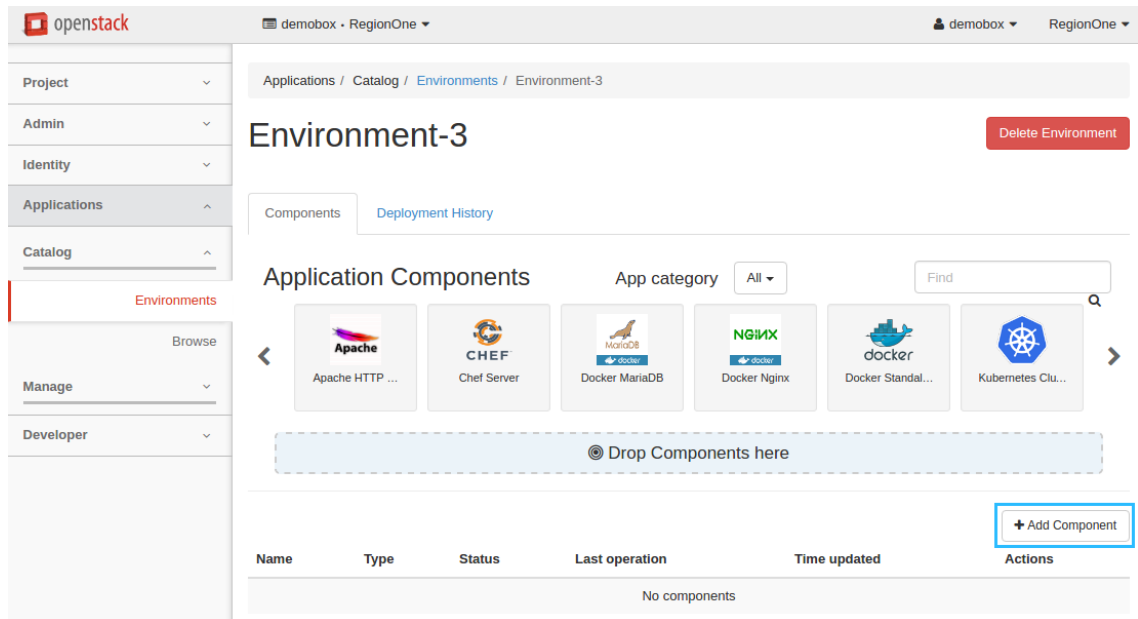 openstack
demobox • RegionOne
demobox
RegionOne
Project
Admin
Identity
Applications
Catalog
Environments
Browse
Manage
Developer
Applications / Catalog / Environments / Environment-3
Environment-3
Delete Environment
Components
Deployment History
Application Components
App category
All
Find
Apache
Apache HTTP ...
CHEF
Chef Server
MariaDB
docker
Docker MariaDB
NGINX
docker
Docker Nginx
docker
Docker Standal...
Kubernetes Clu...
Drop Components here
Add Component
Name Type Status Last operation Time updated Actions
No components